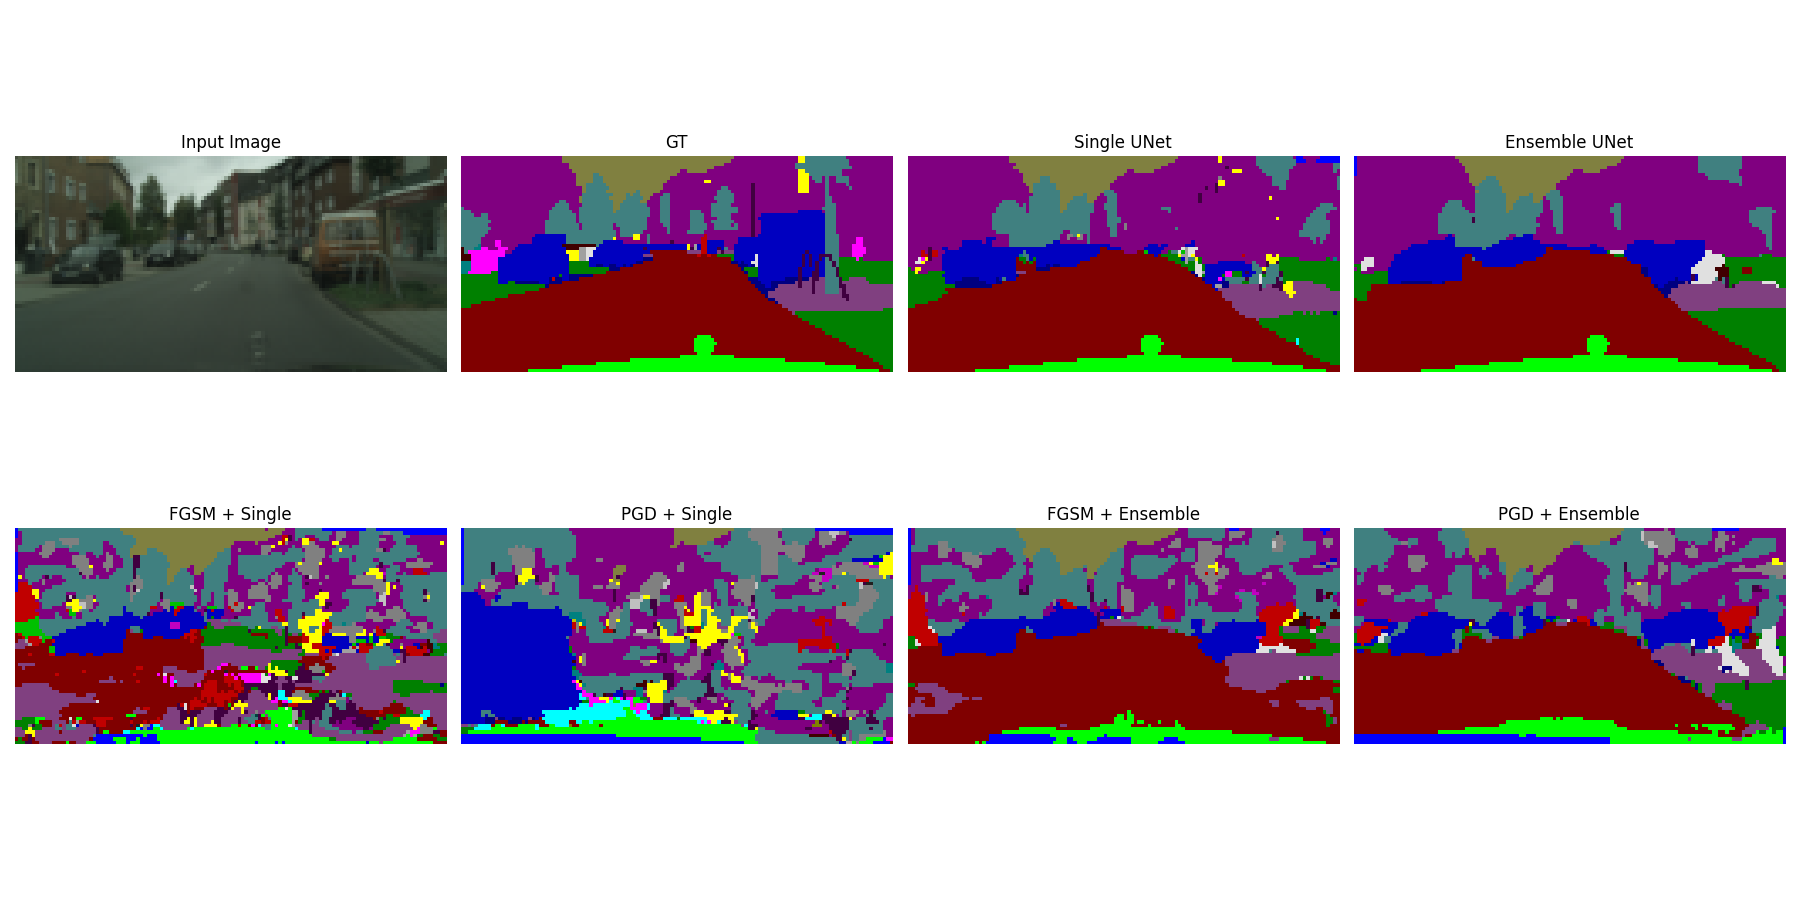 Input Image
GT
Single UNet
Ensemble UNet
FGSM + Single
PGD + Single
FGSM + Ensemble
PGD + Ensemble